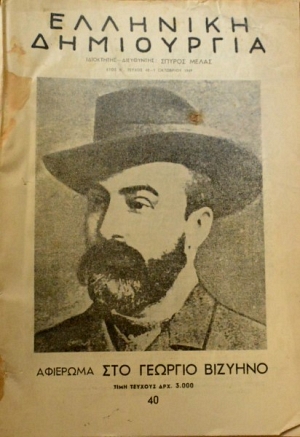 ΕΛΛΗΝΙΚΗ
ΔΗΜΙΟΥΡΓΙΑ
ΙΔΙΟΚΤΗΤΗΣ - ΔΙΕΥΘΥΝΤΗΣ: ΣΠΥΡΟΣ ΜΕΛΑΣ
ΑΦΙΕΡΩΜΑ ΣΤΟ ΓΕΩΡΓΙΟ ΒΙΖΥΗΝΟ
ΤΙΜΗ ΤΕΥΧΟΥΣ ΔΡΧ. 3.000
40